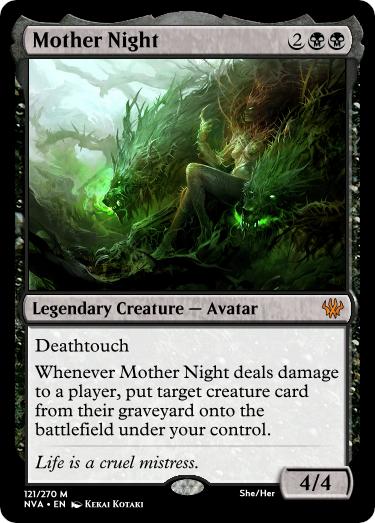 Mother Night 2
Legendary Creature — Avatar
Deathtouch
Whenever Mother Night deals damage
to a player, put target creature card
from their graveyard onto the
battlefield under your control.
Life is a cruel mistress.
4/4
121/270 M
She/Her
NVA • EN Kekai Kotaki